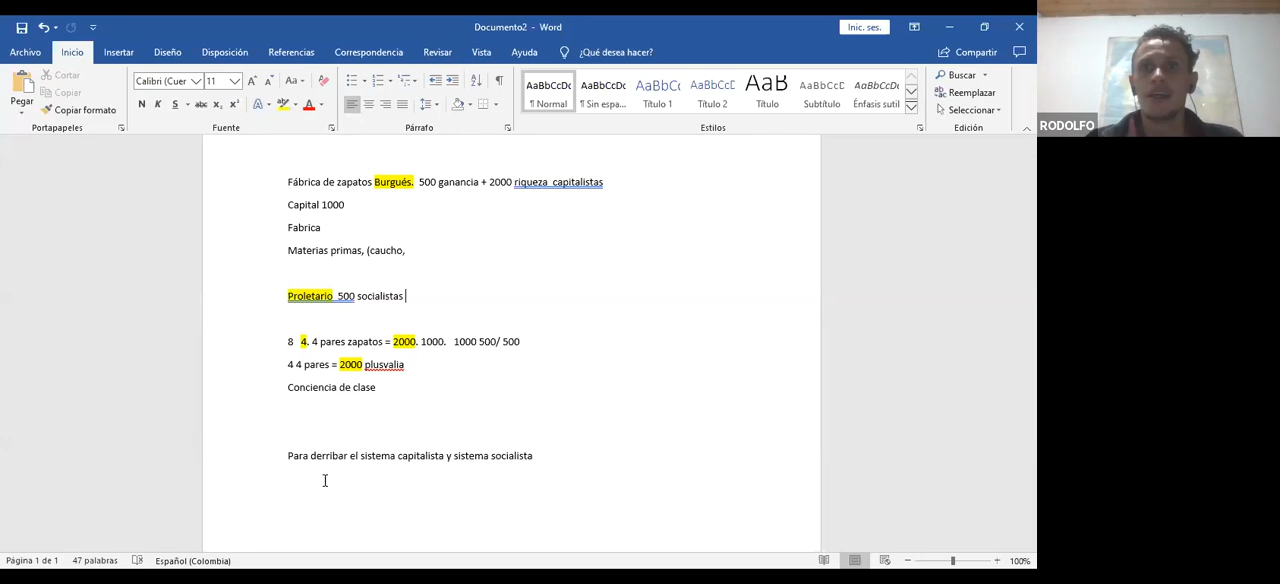 Documento2 - Word
Inic. ses.
Archivo Inicio Insertar Diseño Disposición Referencias Correspondencia Revisar Vista Ayuda ¿Qué desea hacer? Compartir
Pegar
Cortar
Copiar
Copiar formato
Portapapeles
Calibri (Cuer 11
Fuente
Párrafo
AaBbCcDc AaBbCcDc AaBbC( AaBbCcD AaB AaBbCcD AaBbCcDc
¶ Normal ¶ Sin espa... Título 1 Título 2 Título Subtítulo Énfasis sutil
Estilos
Buscar
Reemplazar
Seleccionar
Edición
RODOLFO
Fábrica de zapatos Burgués. 500 ganancia + 2000 riqueza capitalistas
Capital 1000
Fabrica
Materias primas, (caucho,
Proletario 500 socialistas
8 4. 4 pares zapatos = 2000. 1000. 1000 500/ 500
4 4 pares = 2000 plusvalia
Conciencia de clase
Para derribar el sistema capitalista y sistema socialista
Página 1 de 1 47 palabras Español (Colombia) 100%